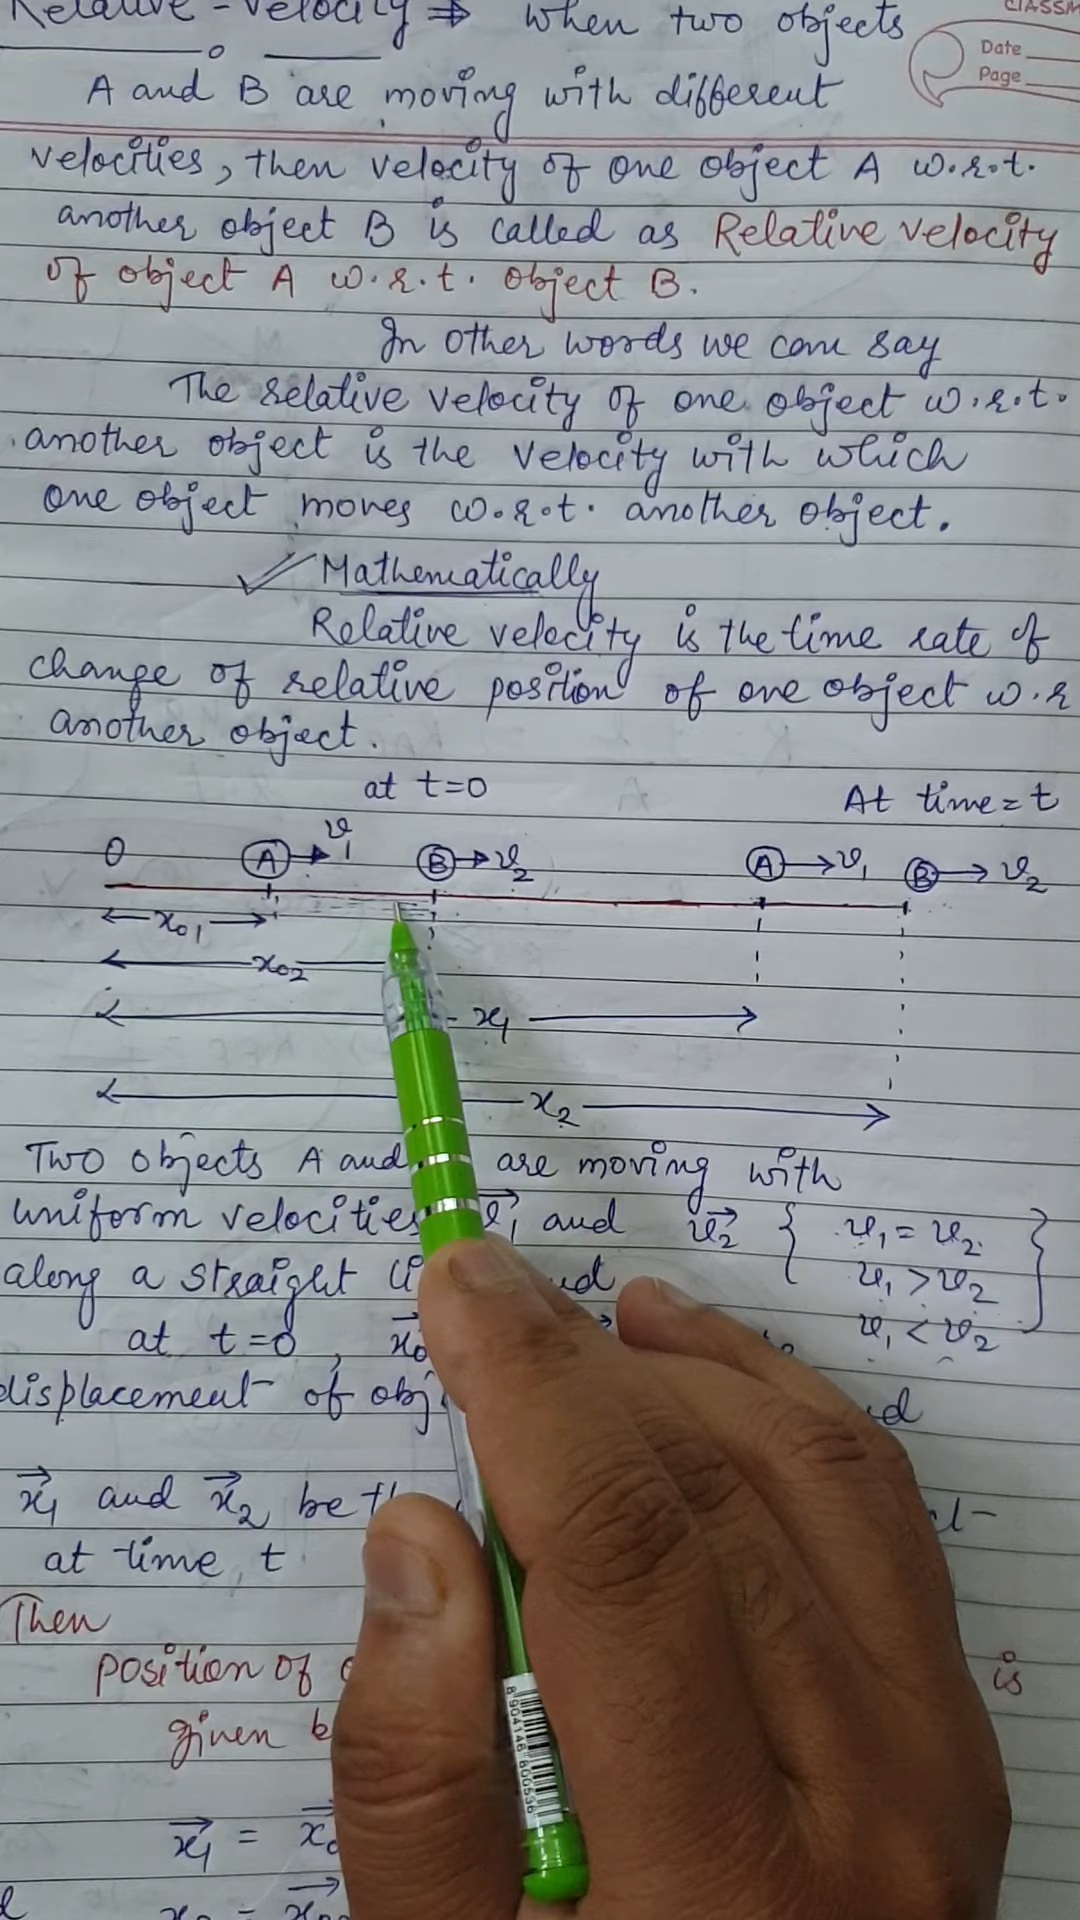 Relative-Velocity ⇒ when two objects
CLASSM
Date
Page
A and B are moving with different
velocities, then velocity of one object A w.r.t.
another object B is called as Relative velocity
of object A w.r.t. object B.
In other words we can say
The relative velocity of one object w.r.t.
another object is the velocity with which
one object moves w.r.t. another object.
Mathematically
Relative velocity is the time rate of
change of relative position of one object w.r
another object.
at t=0 At time = t
O A → v₁ B → v₂ A → v₁ B → v₂
x₀₁
x₀₂
x₁
x₂
Two objects A and are moving with
uniform velocities v₁ and v₂ { v₁ = v₂
along a straight v₁ > v₂ }
at t=0, v₁ < v₂
displacement of
x₁ and x₂ be
at time, t
Then
position of is
given
x₁ =
8904146600536